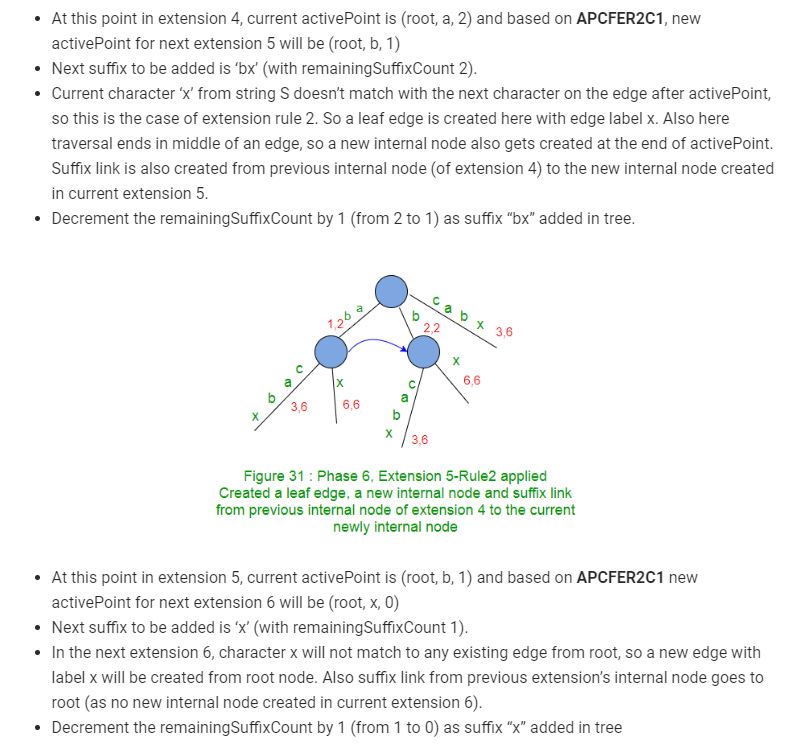 • At this point in extension 4, current activePoint is (root, a, 2) and based on APCFER2C1, new
activePoint for next extension 5 will be (root, b, 1)
• Next suffix to be added is ‘bx’ (with remainingSuffixCount 2).
• Current character ‘x’ from string S doesn’t match with the next character on the edge after activePoint,
so this is the case of extension rule 2. So a leaf edge is created here with edge label x. Also here
traversal ends in middle of an edge, so a new internal node also gets created at the end of activePoint.
Suffix link is also created from previous internal node (of extension 4) to the new internal node created
in current extension 5.
• Decrement the remainingSuffixCount by 1 (from 2 to 1) as suffix “bx” added in tree.
a
b
1,2
b
2,2
c
a
b
x
3,6
c
a
b
x
3,6
x
6,6
c
a
b
x
3,6
x
6,6
Figure 31 : Phase 6, Extension 5-Rule2 applied
Created a leaf edge, a new internal node and suffix link
from previous internal node of extension 4 to the current
newly internal node
• At this point in extension 5, current activePoint is (root, b, 1) and based on APCFER2C1 new
activePoint for next extension 6 will be (root, x, 0)
• Next suffix to be added is ‘x’ (with remainingSuffixCount 1).
• In the next extension 6, character x will not match to any existing edge from root, so a new edge with
label x will be created from root node. Also suffix link from previous extension’s internal node goes to
root (as no new internal node created in current extension 6).
• Decrement the remainingSuffixCount by 1 (from 1 to 0) as suffix “x” added in tree